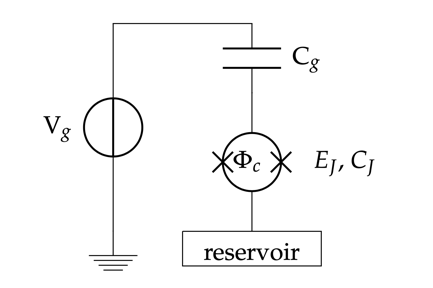 C_g
V_g
Φ_c
E_J, C_J
reservoir